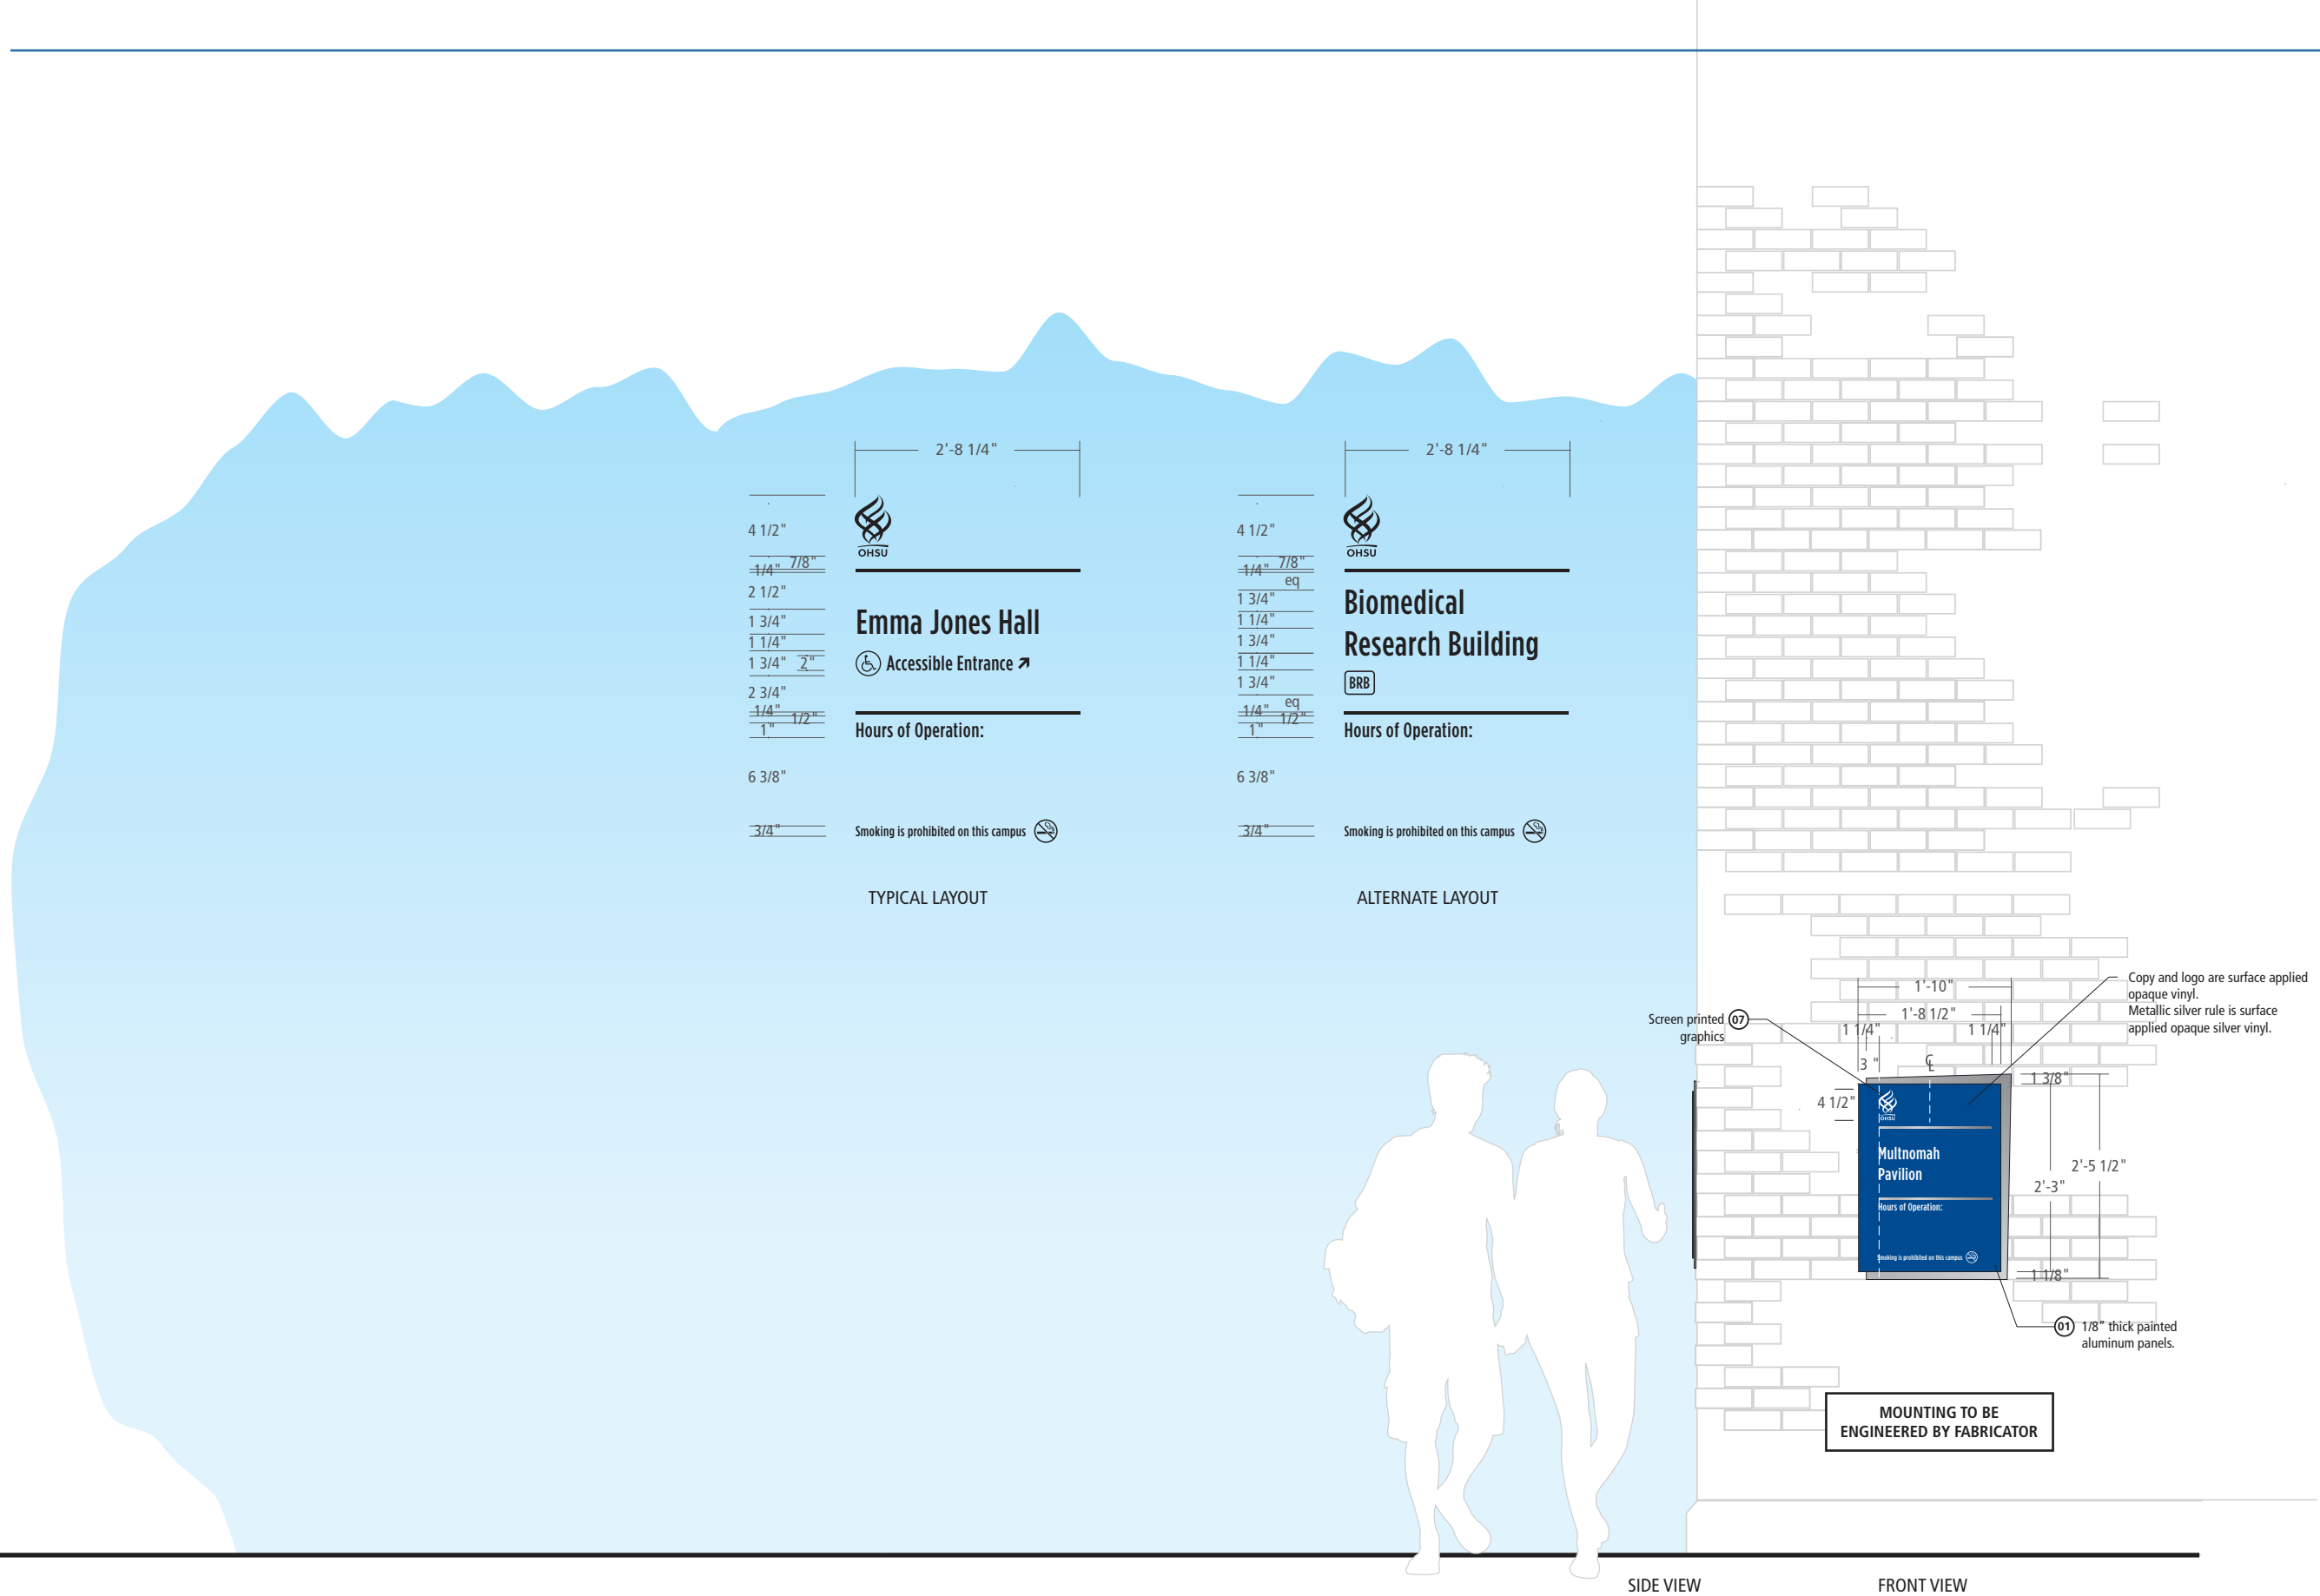 2'-8 1/4"
4 1/2"
7/8"
1/4"
2 1/2"
1 3/4"
1 1/4"
1 3/4" 2"
2 3/4"
1/4"
1/2"
1"
6 3/8"
3/4"
OHSU
Emma Jones Hall
Accessible Entrance
Hours of Operation:
Smoking is prohibited on this campus
TYPICAL LAYOUT
2'-8 1/4"
4 1/2"
7/8"
1/4"
eq
1 3/4"
1 1/4"
1 3/4"
1 1/4"
1 3/4"
eq
1/4"
1/2"
1"
6 3/8"
3/4"
OHSU
Biomedical
Research Building
BRB
Hours of Operation:
Smoking is prohibited on this campus
ALTERNATE LAYOUT
Copy and logo are surface applied
opaque vinyl.
Metallic silver rule is surface
applied opaque silver vinyl.
Screen printed 07
graphics
1'-10"
1'-8 1/2"
1 1/4" 1 1/4"
3 " CL
4 1/2"
1 3/8"
2'-5 1/2"
2'-3"
1 1/8"
OHSU
Multnomah
Pavilion
Hours of Operation:
Smoking is prohibited on this campus
01 1/8" thick painted
aluminum panels.
MOUNTING TO BE
ENGINEERED BY FABRICATOR
SIDE VIEW FRONT VIEW